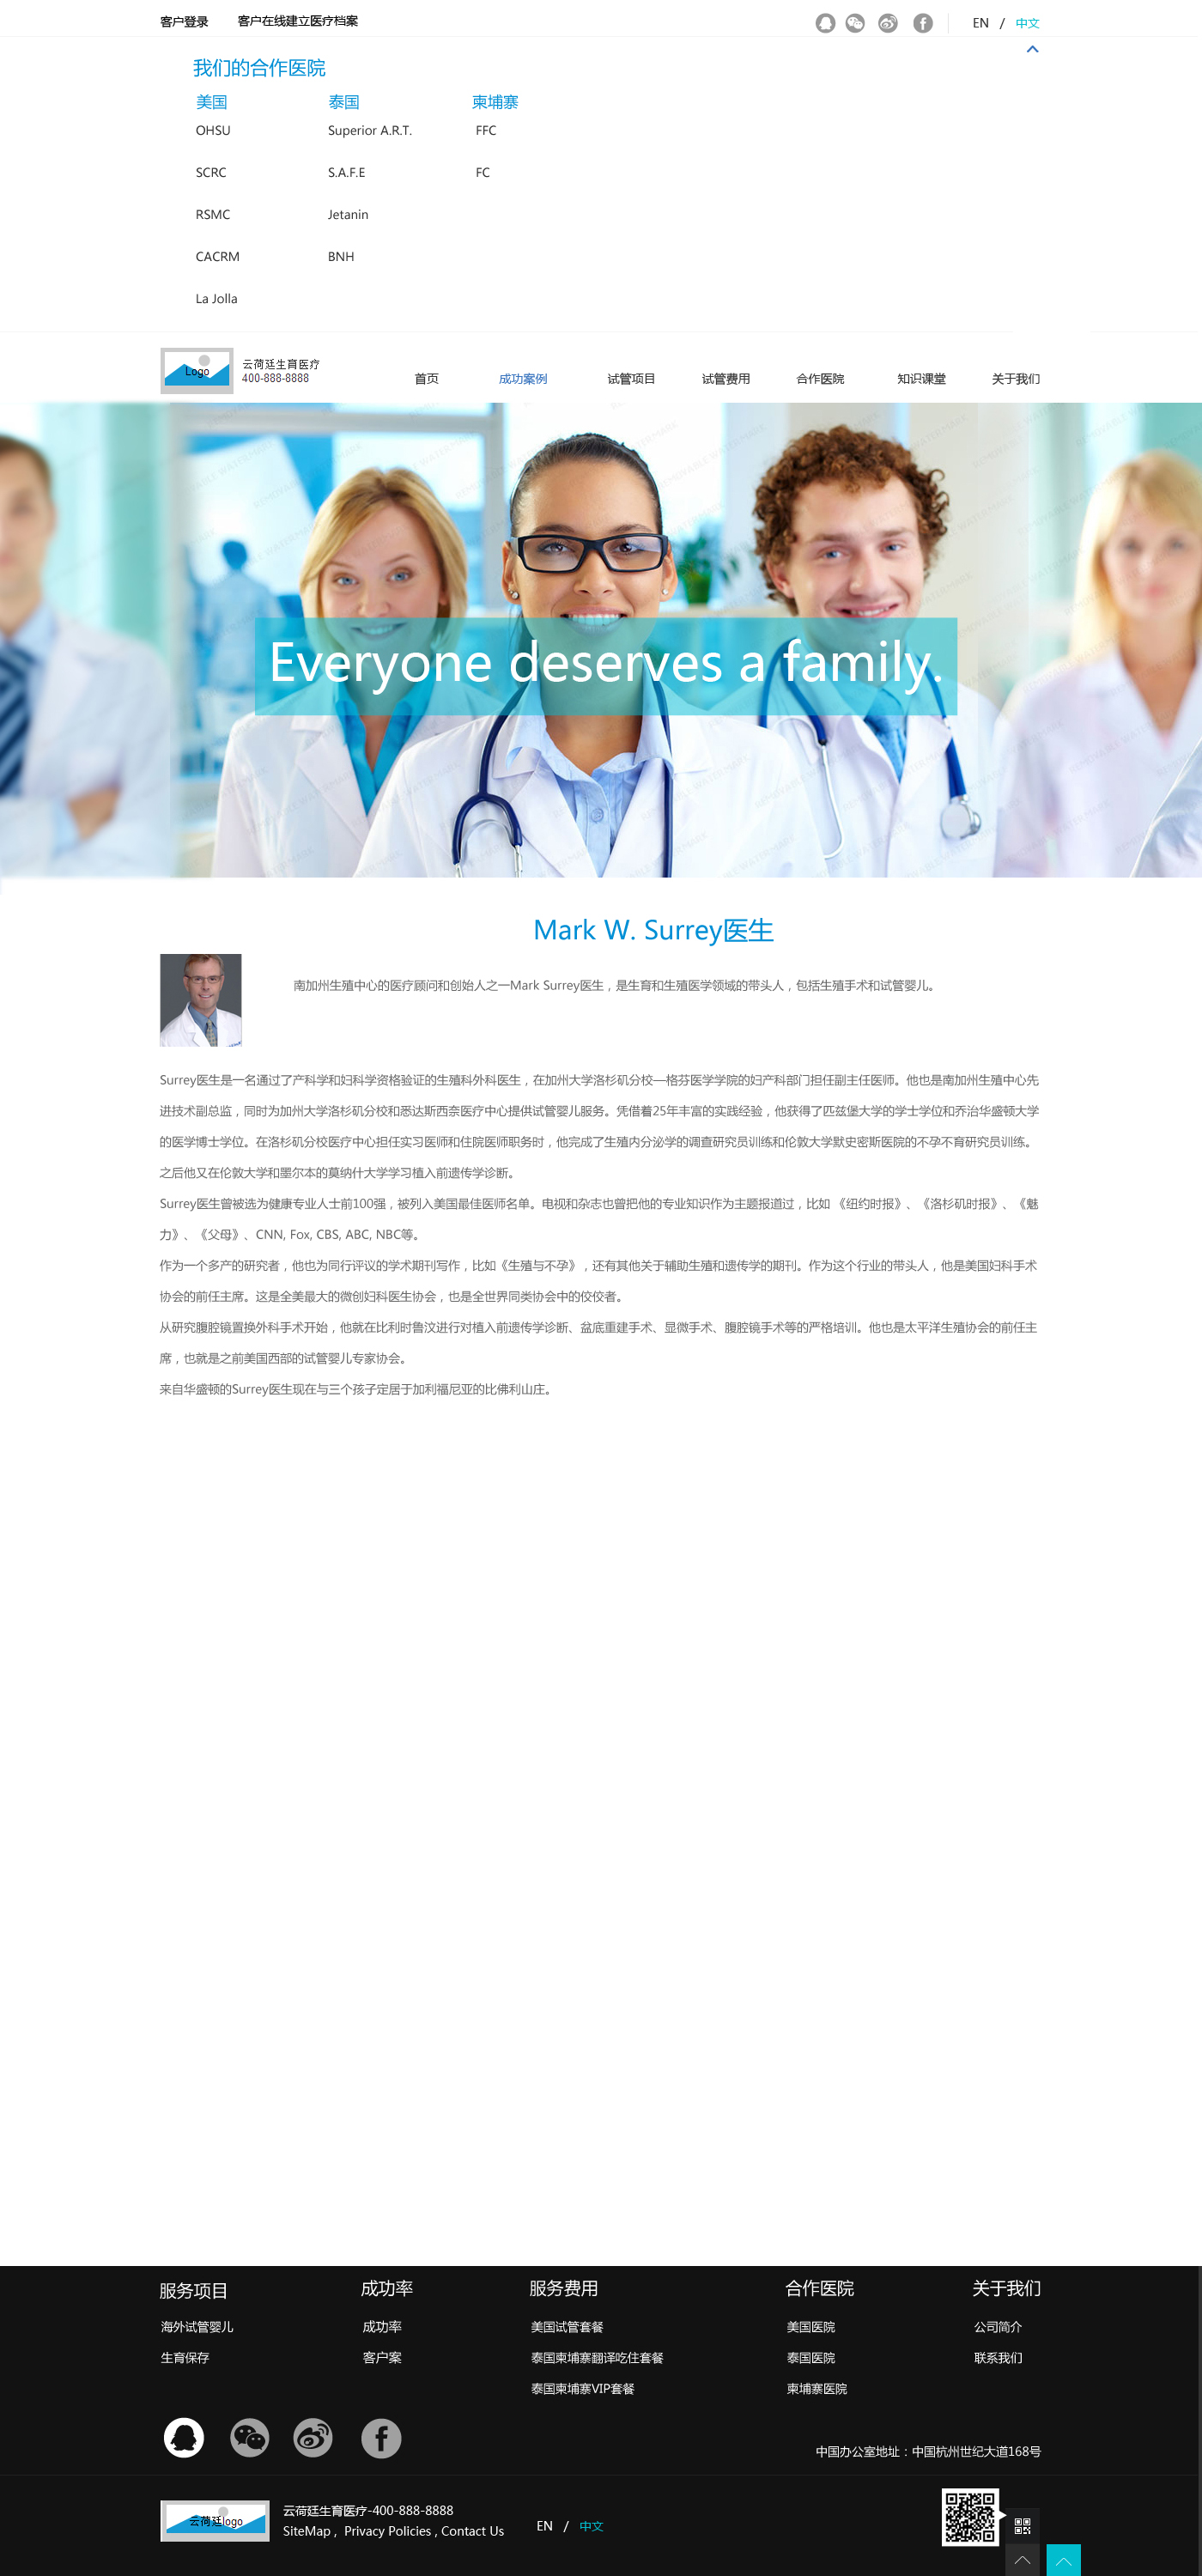 客户登录 客户在线建立医疗档案 EN / 中文
我们的合作医院
美国 泰国 柬埔寨
OHSU Superior A.R.T. FFC
SCRC S.A.F.E FC
RSMC Jetanin
CACRM BNH
La Jolla
Logo 云荷廷生育医疗
400-888-8888
首页 成功案例 试管项目 试管费用 合作医院 知识课堂 关于我们
Everyone deserves a family.
Mark W. Surrey医生
南加州生殖中心的医疗顾问和创始人之一Mark Surrey医生，是生育和生殖医学领域的带头人，包括生殖手术和试管婴儿。
Surrey医生是一名通过了产科学和妇科学资格验证的生殖科外科医生，在加州大学洛杉矶分校—格芬医学学院的妇产科部门担任副主任医师。他也是南加州生殖中心先
进技术副总监，同时为加州大学洛杉矶分校和悉达斯西奈医疗中心提供试管婴儿服务。凭借着25年丰富的实践经验，他获得了匹兹堡大学的学士学位和乔治华盛顿大学
的医学博士学位。在洛杉矶分校医疗中心担任实习医师和住院医师职务时，他完成了生殖内分泌学的调查研究员训练和伦敦大学默史密斯医院的不孕不育研究员训练。
之后他又在伦敦大学和墨尔本的莫纳什大学学习植入前遗传学诊断。
Surrey医生曾被选为健康专业人士前100强，被列入美国最佳医师名单。电视和杂志也曾把他的专业知识作为主题报道过，比如 《纽约时报》、《洛杉矶时报》、《魅
力》、《父母》、CNN, Fox, CBS, ABC, NBC等。
作为一个多产的研究者，他也为同行评议的学术期刊写作，比如《生殖与不孕》，还有其他关于辅助生殖和遗传学的期刊。作为这个行业的带头人，他是美国妇科手术
协会的前任主席。这是全美最大的微创妇科医生协会，也是全世界同类协会中的佼佼者。
从研究腹腔镜置换外科手术开始，他就在比利时鲁汶进行对植入前遗传学诊断、盆底重建手术、显微手术、腹腔镜手术等的严格培训。他也是太平洋生殖协会的前任主
席，也就是之前美国西部的试管婴儿专家协会。
来自华盛顿的Surrey医生现在与三个孩子定居于加利福尼亚的比佛利山庄。
服务项目 成功率 服务费用 合作医院 关于我们
海外试管婴儿 成功率 美国试管套餐 美国医院 公司简介
生育保存 客户案 泰国柬埔寨翻译吃住套餐 泰国医院 联系我们
泰国柬埔寨VIP套餐 柬埔寨医院
中国办公室地址：中国杭州世纪大道168号
云荷廷logo 云荷廷生育医疗-400-888-8888
SiteMap , Privacy Policies , Contact Us EN / 中文